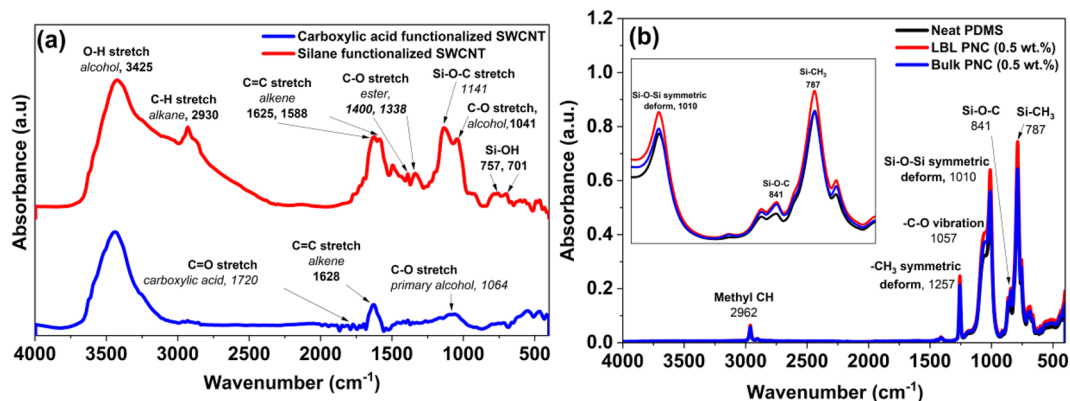 (a)
Carboxylic acid functionalized SWCNT
Silane functionalized SWCNT
O-H stretch
alcohol, 3425
C-H stretch
alkane, 2930
C=C stretch
alkene
1625, 1588
C-O stretch
ester,
1400, 1338
Si-O-C stretch
1141
C-O stretch,
alcohol,1041
Si-OH
757, 701
C=O stretch
carboxylic acid, 1720
C=C stretch
alkene
1628
C-O stretch
primary alcohol, 1064
Absorbance (a.u)
4000 3500 3000 2500 2000 1500 1000 500
Wavenumber (cm-1)
(b)
Neat PDMS
LBL PNC (0.5 wt.%)
Bulk PNC (0.5 wt.%)
Si-O-Si symmetric
deform, 1010
Si-CH3
787
Si-O-C
841
Si-O-C
841
Si-CH3
787
Si-O-Si symmetric
deform, 1010
-C-O vibration
1057
-CH3 symmetric
deform, 1257
Methyl CH
2962
Absorbance (a.u.)
1.2
1.0
0.8
0.6
0.4
0.2
0.0
4000 3500 3000 2500 2000 1500 1000 500
Wavenumber (cm-1)